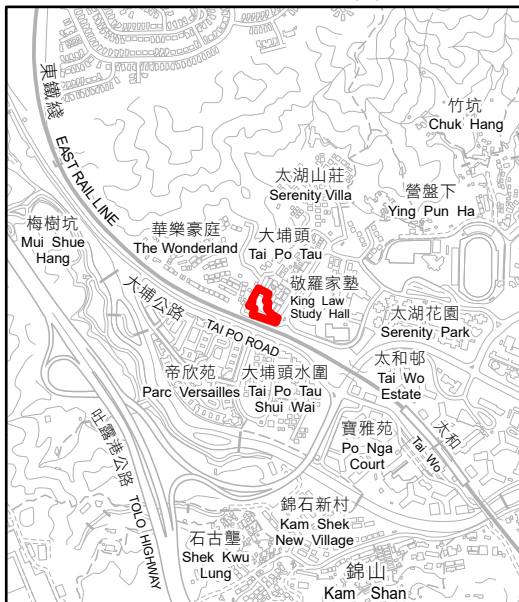 東鐵綫
EAST RAIL LINE
竹坑
Chuk Hang
太湖山莊
Serenity Villa
營盤下
Ying Pun Ha
梅樹坑
Mui Shue
Hang
華樂豪庭
The Wonderland
大埔頭
Tai Po Tau
敬羅家塾
King Law
Study Hall
大埔公路
TAI PO ROAD
太湖花園
Serenity Park
太和邨
Tai Wo
Estate
帝欣苑
Parc Versailles
大埔頭水圍
Tai Po Tau
Shui Wai
太和
Tai Wo
寶雅苑
Po Nga
Court
吐露港公路
TOLO HIGHWAY
錦石新村
Kam Shek
New Village
石古壟
Shek Kwu
Lung
錦山
Kam Shan